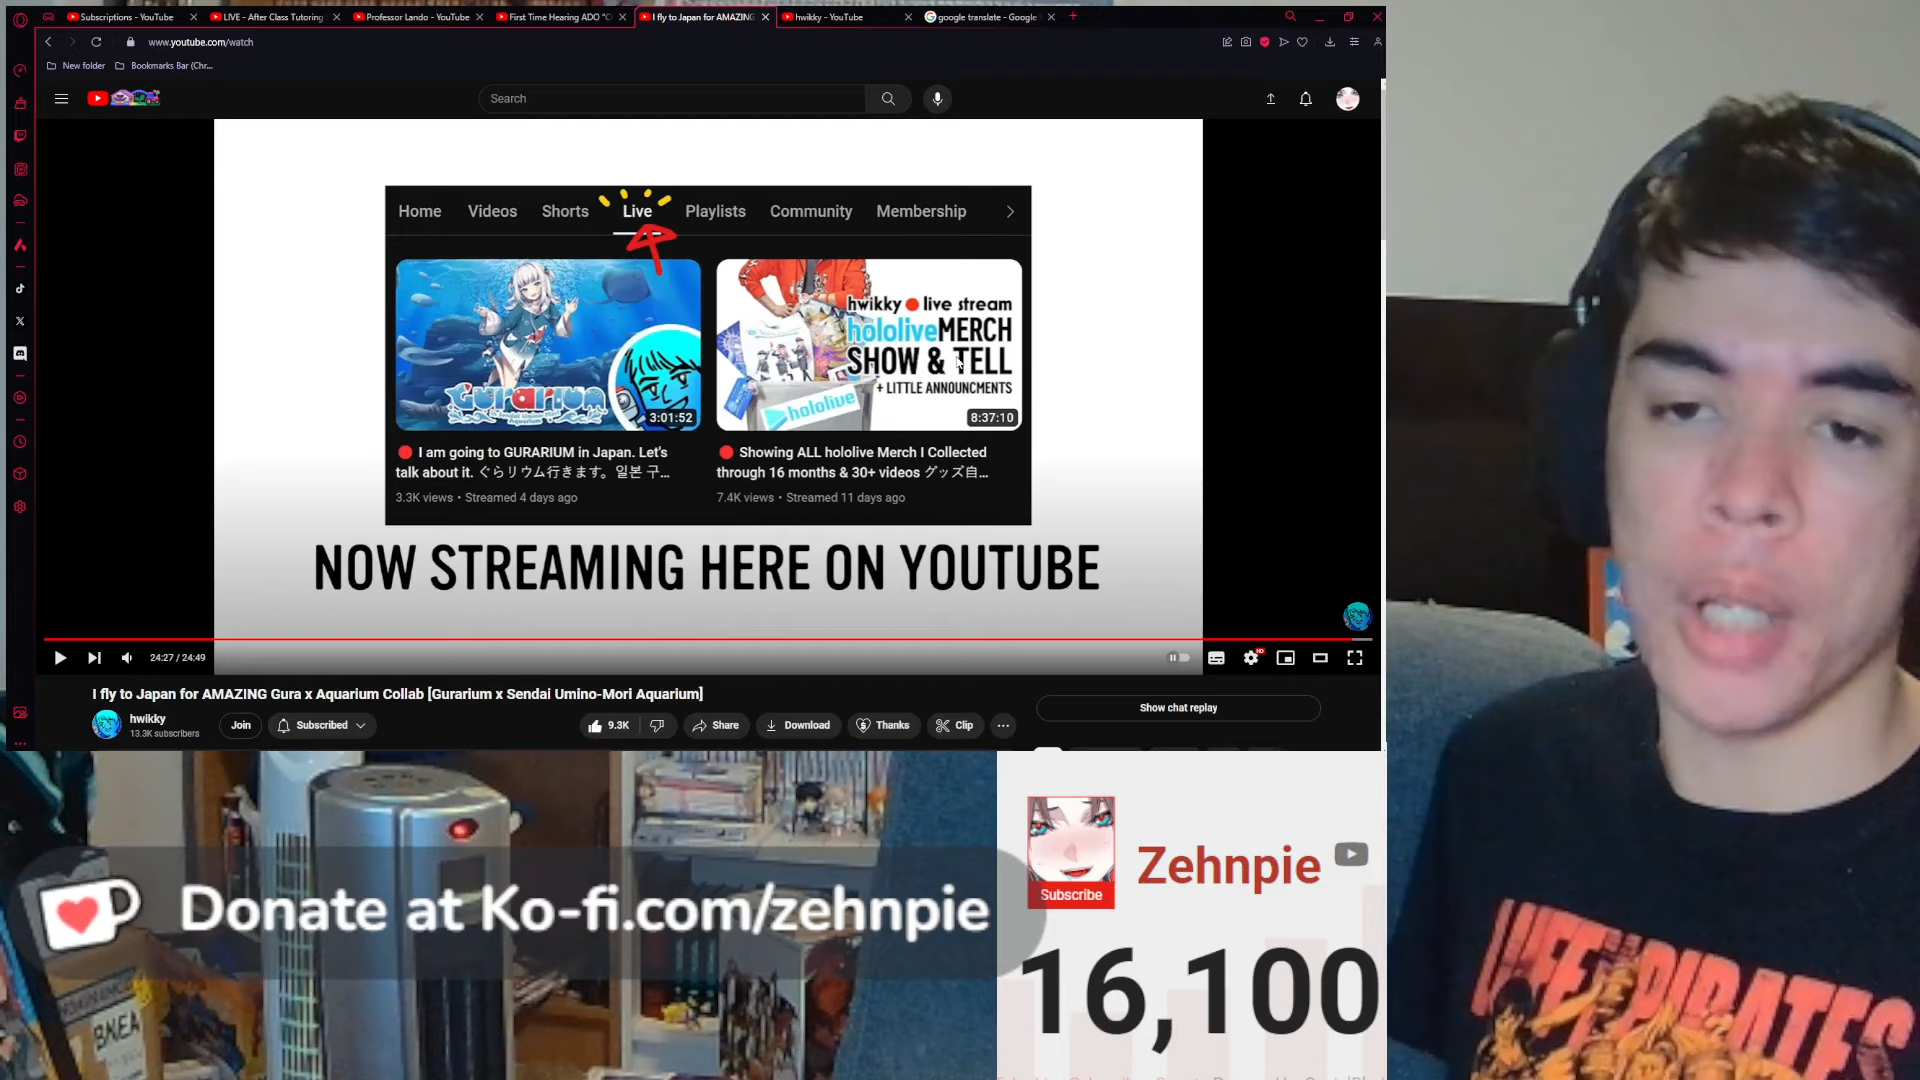 Subscriptions - YouTube
LIVE - After Class Tutoring
Professor Lando - YouTube
First Time Hearing ADO "C
I fly to Japan for AMAZING
hwikky - YouTube
google translate - Google S
www.youtube.com/watch
New folder
Bookmarks Bar (Chr...
Search
Home
Videos
Shorts
Live
Playlists
Community
Membership
Gurarium
3:01:52
hwikky live stream
hololive MERCH
SHOW & TELL
+ LITTLE ANNOUNCMENTS
hololive
8:37:10
I am going to GURARIUM in Japan. Let's
talk about it. ぐらリウム行きます。일본 구...
3.3K views • Streamed 4 days ago
Showing ALL hololive Merch I Collected
through 16 months & 30+ videos グッズ自...
7.4K views • Streamed 11 days ago
NOW STREAMING HERE ON YOUTUBE
24:27 / 24:49
HD
I fly to Japan for AMAZING Gura x Aquarium Collab [Gurarium x Sendai Umino-Mori Aquarium]
hwikky
13.3K subscribers
Join
Subscribed
9.3K
Share
Download
Thanks
Clip
Show chat replay
Donate at Ko-fi.com/zehnpie
Zehnpie
Subscribe
16,100
PIRATES